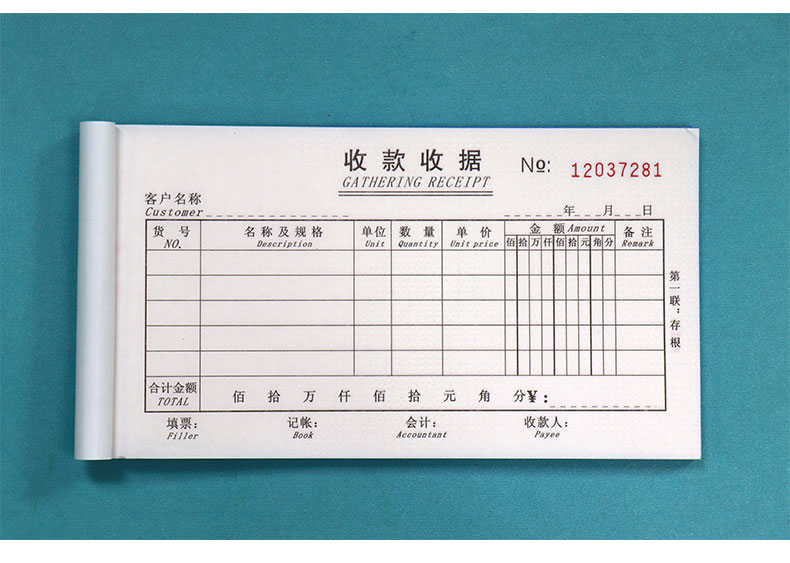 收款收据 №: 12037281
GATHERING RECEIPT
客户名称
Customer 年 月 日
货号 名称及规格 单位 数量 单价 金额 Amount 备注
NO. Description Unit Quantity Unit price 佰 拾 万 仟 佰 拾 元 角 分 Remark
第一联：存根
合计金额 佰 拾 万 仟 佰 拾 元 角 分¥：
TOTAL
填票： 记帐： 会计： 收款人：
Filler Book Accountant Payee